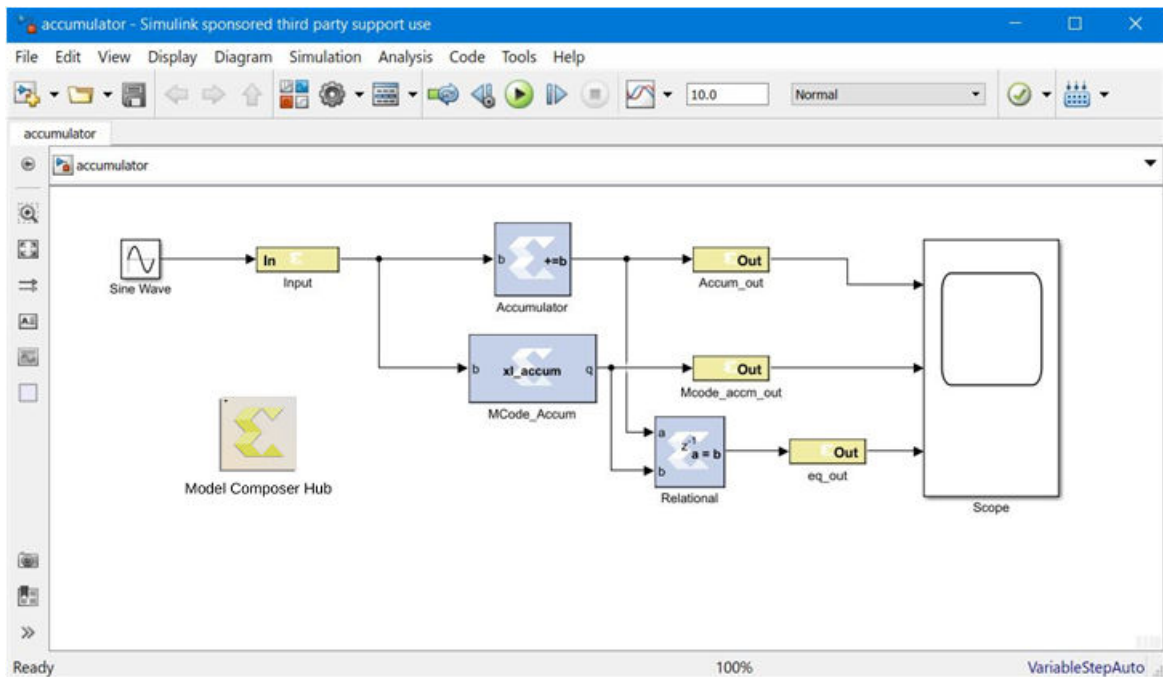 accumulator - Simulink sponsored third party support use
File Edit View Display Diagram Simulation Analysis Code Tools Help
10.0 Normal
accumulator
accumulator
In
Input
Sine Wave
b +=b
Accumulator
Out
Accum_out
b xl_accum q
MCode_Accum
Out
Mcode_accm_out
a
z-1
a = b
b
Relational
Out
eq_out
Scope
Model Composer Hub
Ready 100% VariableStepAuto